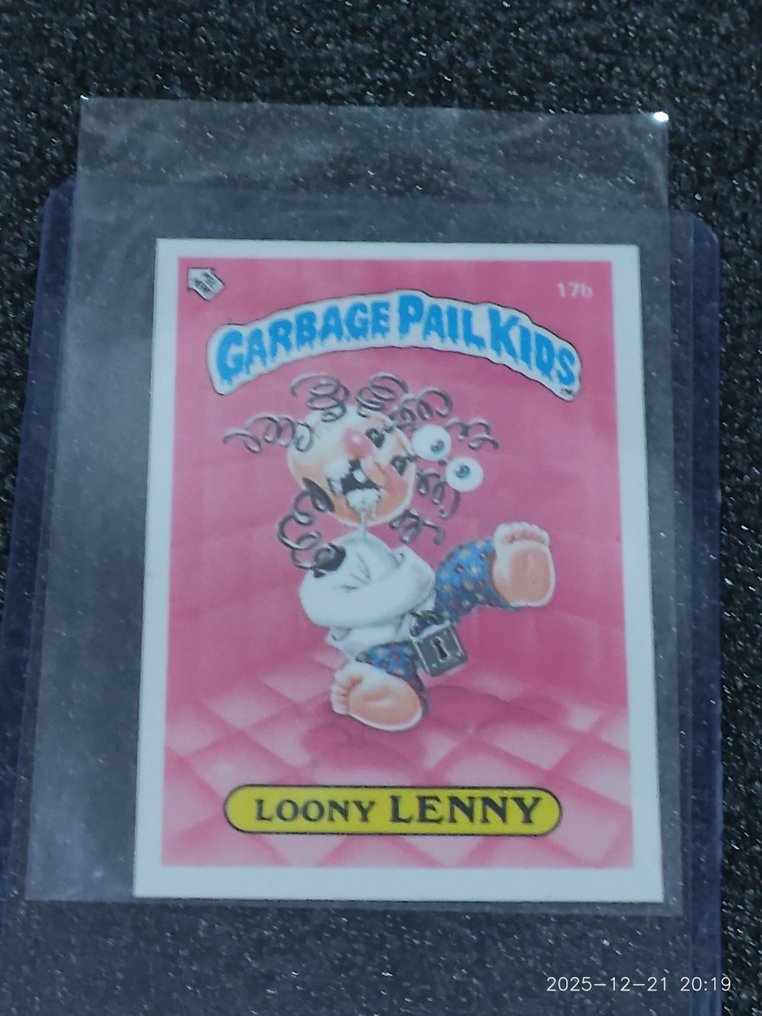 17b
GARBAGE PAIL KIDS
LOONY LENNY
2025-12-21 20:19